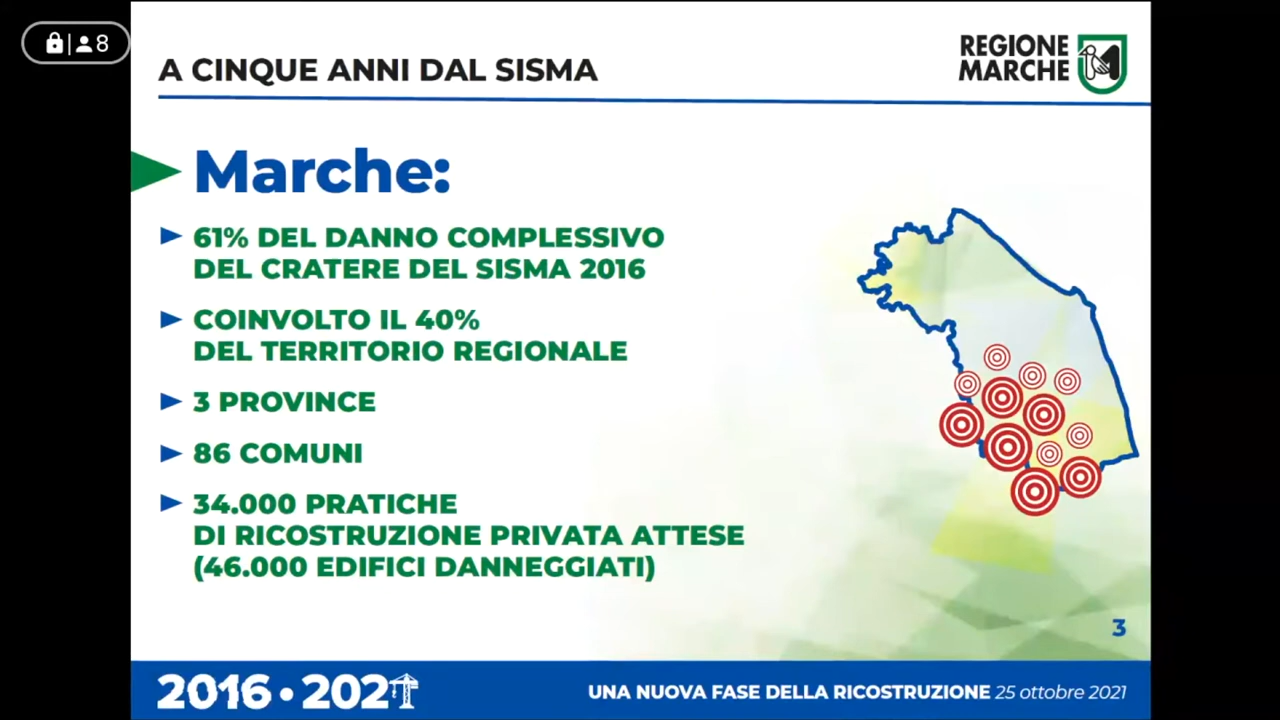 8
A CINQUE ANNI DAL SISMA
REGIONE
MARCHE
Marche:
61% DEL DANNO COMPLESSIVO
DEL CRATERE DEL SISMA 2016
COINVOLTO IL 40%
DEL TERRITORIO REGIONALE
3 PROVINCE
86 COMUNI
34.000 PRATICHE
DI RICOSTRUZIONE PRIVATA ATTESE
(46.000 EDIFICI DANNEGGIATI)
3
2016 • 2021
UNA NUOVA FASE DELLA RICOSTRUZIONE 25 ottobre 2021